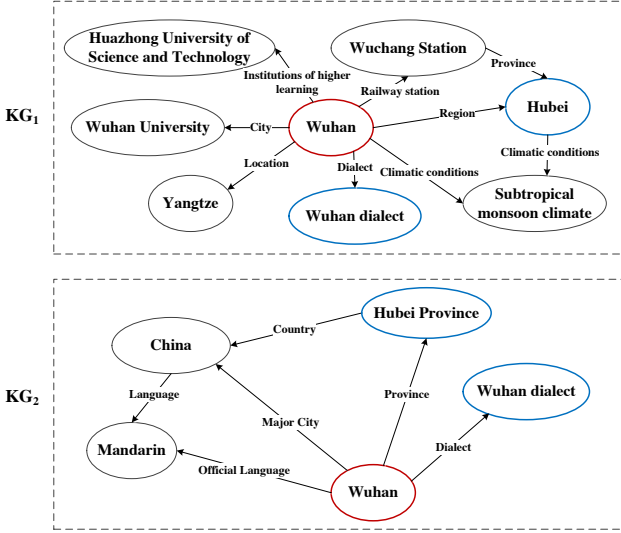 KG1
Huazhong University of
Science and Technology
Wuchang Station
Institutions of higher
learning
Railway station
Province
Wuhan University
City
Wuhan
Region
Hubei
Location
Dialect
Climatic conditions
Climatic conditions
Yangtze
Wuhan dialect
Subtropical
monsoon climate
KG2
Hubei Province
Country
China
Wuhan dialect
Language
Province
Major City
Mandarin
Dialect
Official Language
Wuhan